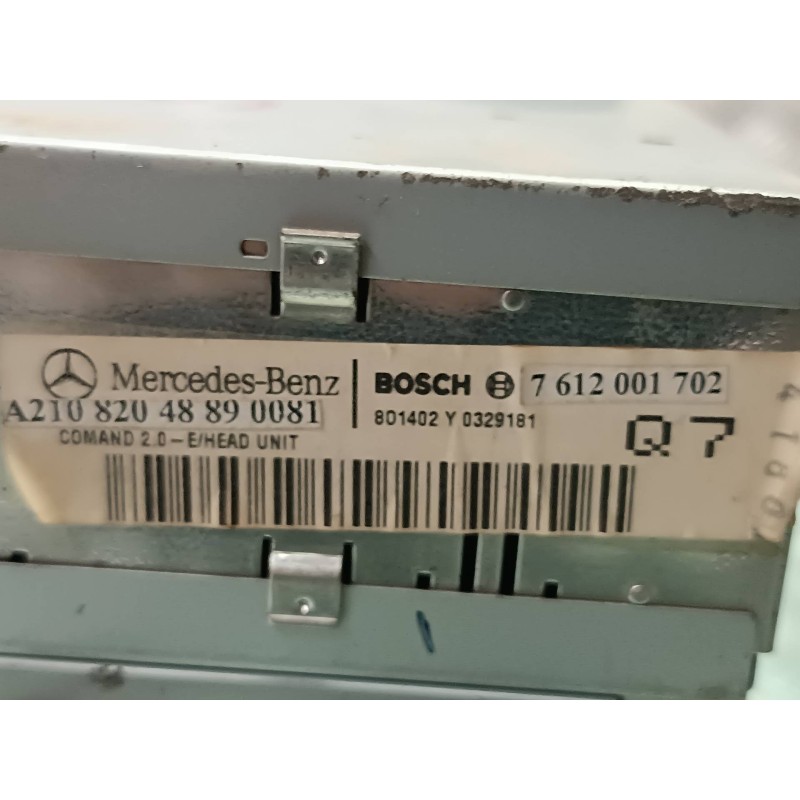 Mercedes-Benz
BOSCH
7 612 001 702
A210 820 48 89 0081
801402 Y 0329181
COMAND 2.0-E/HEAD UNIT
Q7